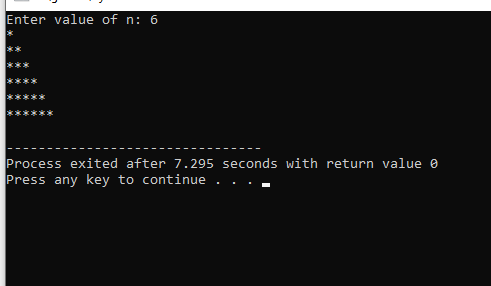 Enter value of n: 6
*
**
***
****
*****
******
--------------------------------
Process exited after 7.295 seconds with return value 0
Press any key to continue . . .